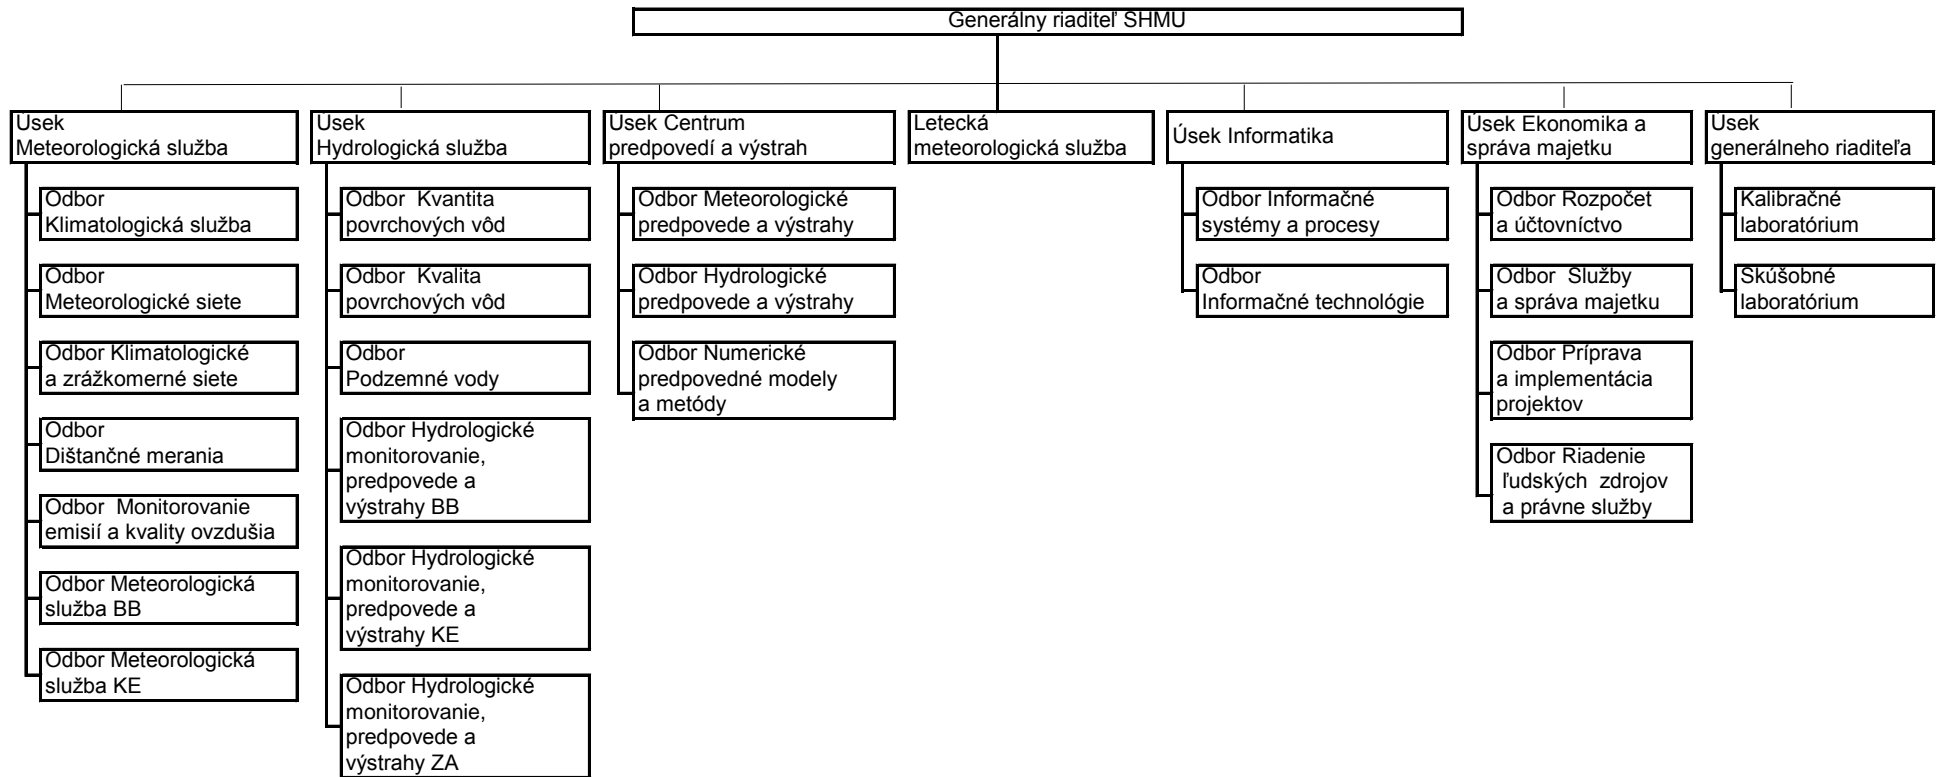 Generálny riaditeľ SHMU
Úsek
Meteorologická služba
Odbor
Klimatologická služba
Odbor
Meteorologické siete
Odbor Klimatologické
a zrážkomerné siete
Odbor
Dištančné merania
Odbor Monitorovanie
emisií a kvality ovzdušia
Odbor Meteorologická
služba BB
Odbor Meteorologická
služba KE
Úsek
Hydrologická služba
Odbor Kvantita
povrchových vôd
Odbor Kvalita
povrchových vôd
Odbor
Podzemné vody
Odbor Hydrologické
monitorovanie,
predpovede a
výstrahy BB
Odbor Hydrologické
monitorovanie,
predpovede a
výstrahy KE
Odbor Hydrologické
monitorovanie,
predpovede a
výstrahy ZA
Úsek Centrum
predpovedí a výstrah
Odbor Meteorologické
predpovede a výstrahy
Odbor Hydrologické
predpovede a výstrahy
Odbor Numerické
predpovedné modely
a metódy
Letecká
meteorologická služba
Úsek Informatika
Odbor Informačné
systémy a procesy
Odbor
Informačné technológie
Úsek Ekonomika a
správa majetku
Odbor Rozpočet
a účtovníctvo
Odbor Služby
a správa majetku
Odbor Príprava
a implementácia
projektov
Odbor Riadenie
ľudských zdrojov
a právne služby
Úsek
generálneho riaditeľa
Kalibračné
laboratórium
Skúšobné
laboratórium